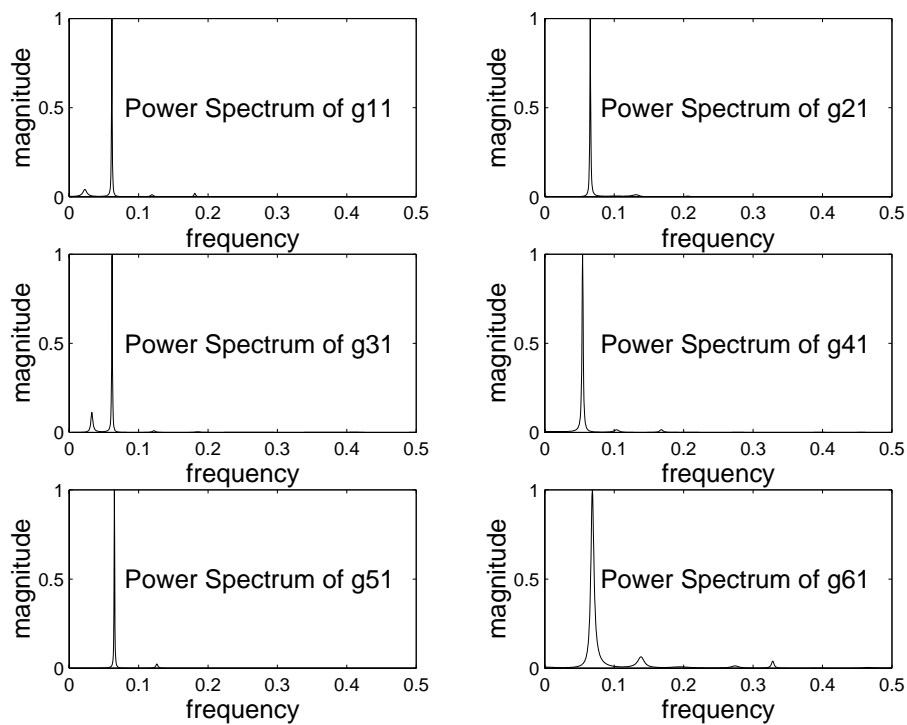 1
0.5
0
magnitude
Power Spectrum of g11
0 0.1 0.2 0.3 0.4 0.5
frequency
1
0.5
0
magnitude
Power Spectrum of g21
0 0.1 0.2 0.3 0.4 0.5
frequency
1
0.5
0
magnitude
Power Spectrum of g31
0 0.1 0.2 0.3 0.4 0.5
frequency
1
0.5
0
magnitude
Power Spectrum of g41
0 0.1 0.2 0.3 0.4 0.5
frequency
1
0.5
0
magnitude
Power Spectrum of g51
0 0.1 0.2 0.3 0.4 0.5
frequency
1
0.5
0
magnitude
Power Spectrum of g61
0 0.1 0.2 0.3 0.4 0.5
frequency